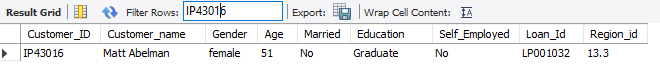 Result Grid Filter Rows: IP43016 Export: Wrap Cell Content:
Customer_ID Customer_name Gender Age Married Education Self_Employed Loan_Id Region_id
IP43016 Matt Abelman female 51 No Graduate No LP001032 13.3